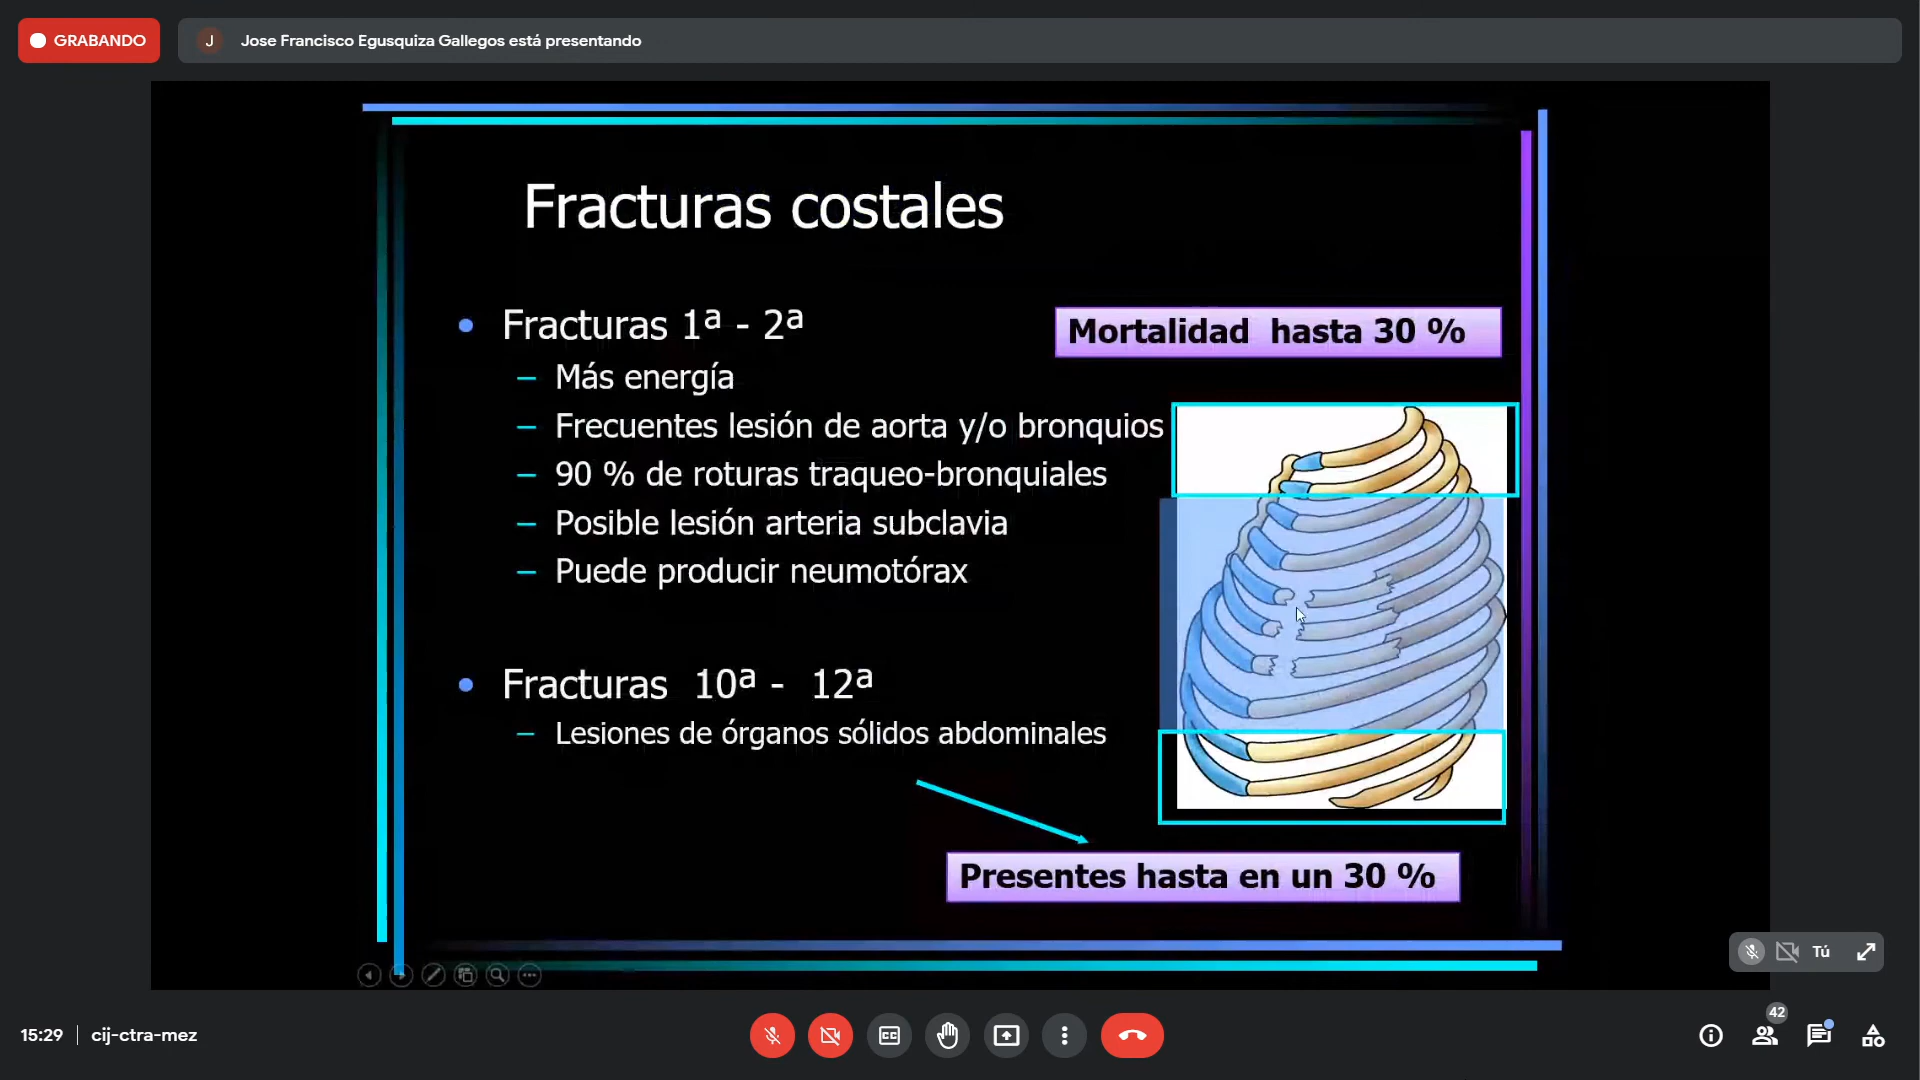 GRABANDO
J
Jose Francisco Egusquiza Gallegos está presentando
Fracturas costales
• Fracturas 1ª - 2ª
– Más energía
– Frecuentes lesión de aorta y/o bronquios
– 90 % de roturas traqueo-bronquiales
– Posible lesión arteria subclavia
– Puede producir neumotórax
Mortalidad hasta 30 %
• Fracturas 10ª - 12ª
– Lesiones de órganos sólidos abdominales
Presentes hasta en un 30 %
Tú
15:29 | cij-ctra-mez
CC
42